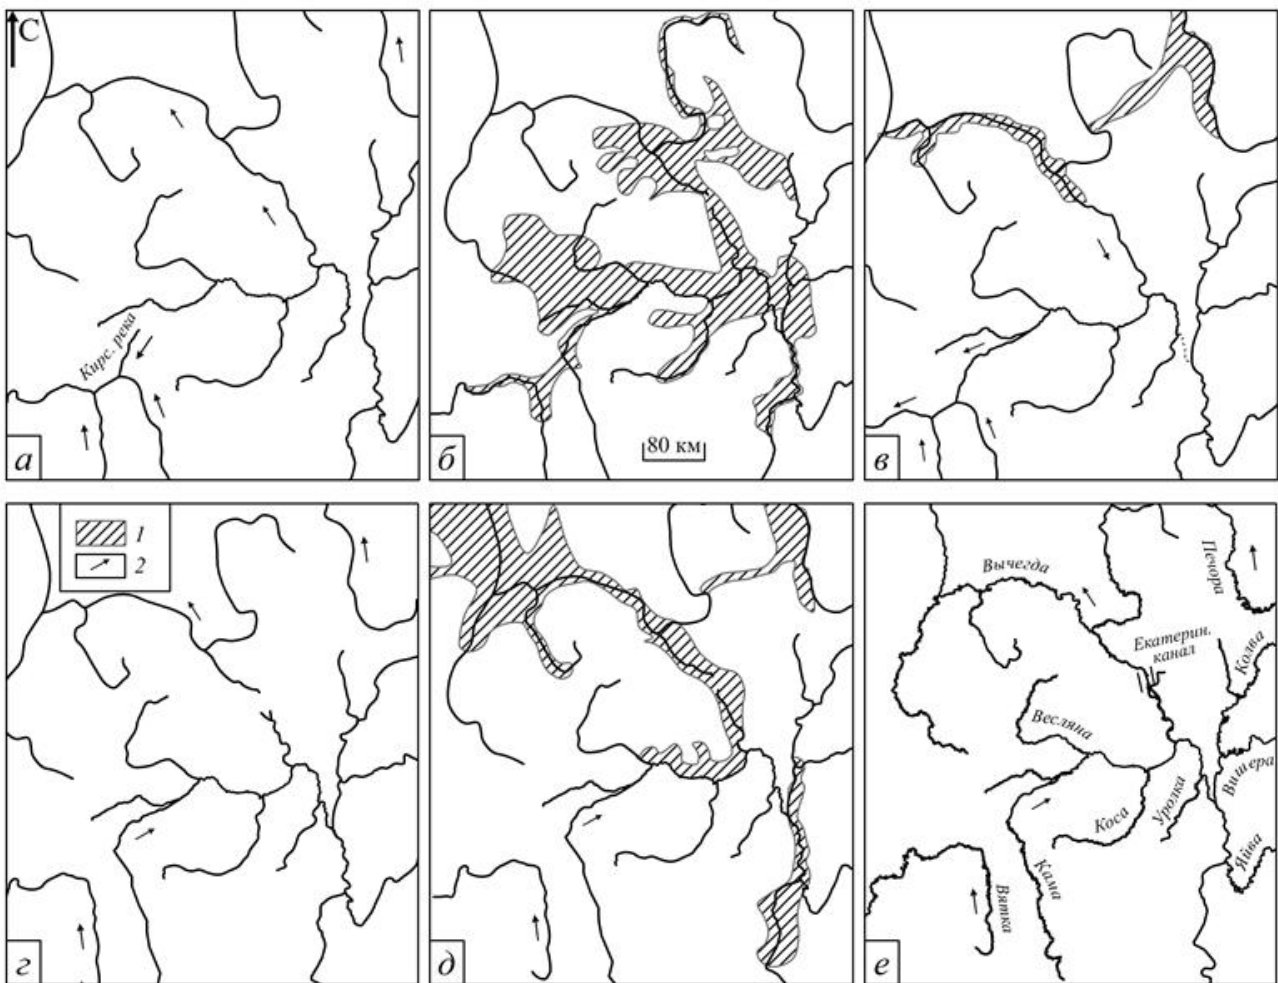 С
Кирс. река
а
80 км
б
в
1
2
г
д
Вычегда
Печора
Екатерин.
канал
Колва
Весляна
Вишера
Уролка
Коса
Яйва
Кама
Вятка
е